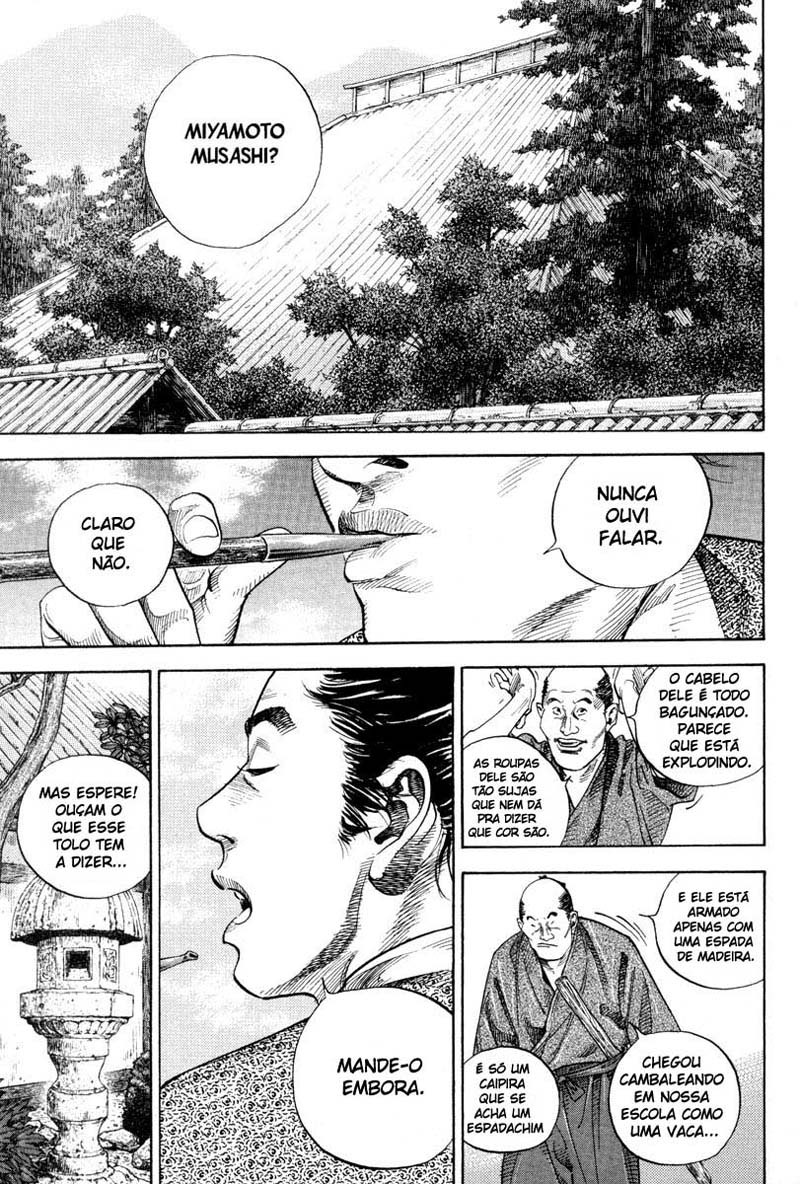 MIYAMOTO
MUSASHI?
NUNCA
OUVI
FALAR.
CLARO
QUE
NÃO.
O CABELO
DELE É TODO
BAGUNÇADO.
PARECE
QUE ESTÁ
EXPLODINDO.
AS ROUPAS
DELE SÃO
TÃO SUJAS
QUE NEM DÁ
PRA DIZER
QUE COR SÃO.
E ELE ESTÁ
ARMADO
APENAS COM
UMA ESPADA
DE MADEIRA.
CHEGOU
CAMBALEANDO
EM NOSSA
ESCOLA COMO
UMA VACA...
É SÓ UM
CAIPIRA
QUE SE
ACHA UM
ESPADACHIM
MANDE-O
EMBORA.
MAS ESPERE!
OUÇAM O
QUE ESSE
TOLO TEM
A DIZER...